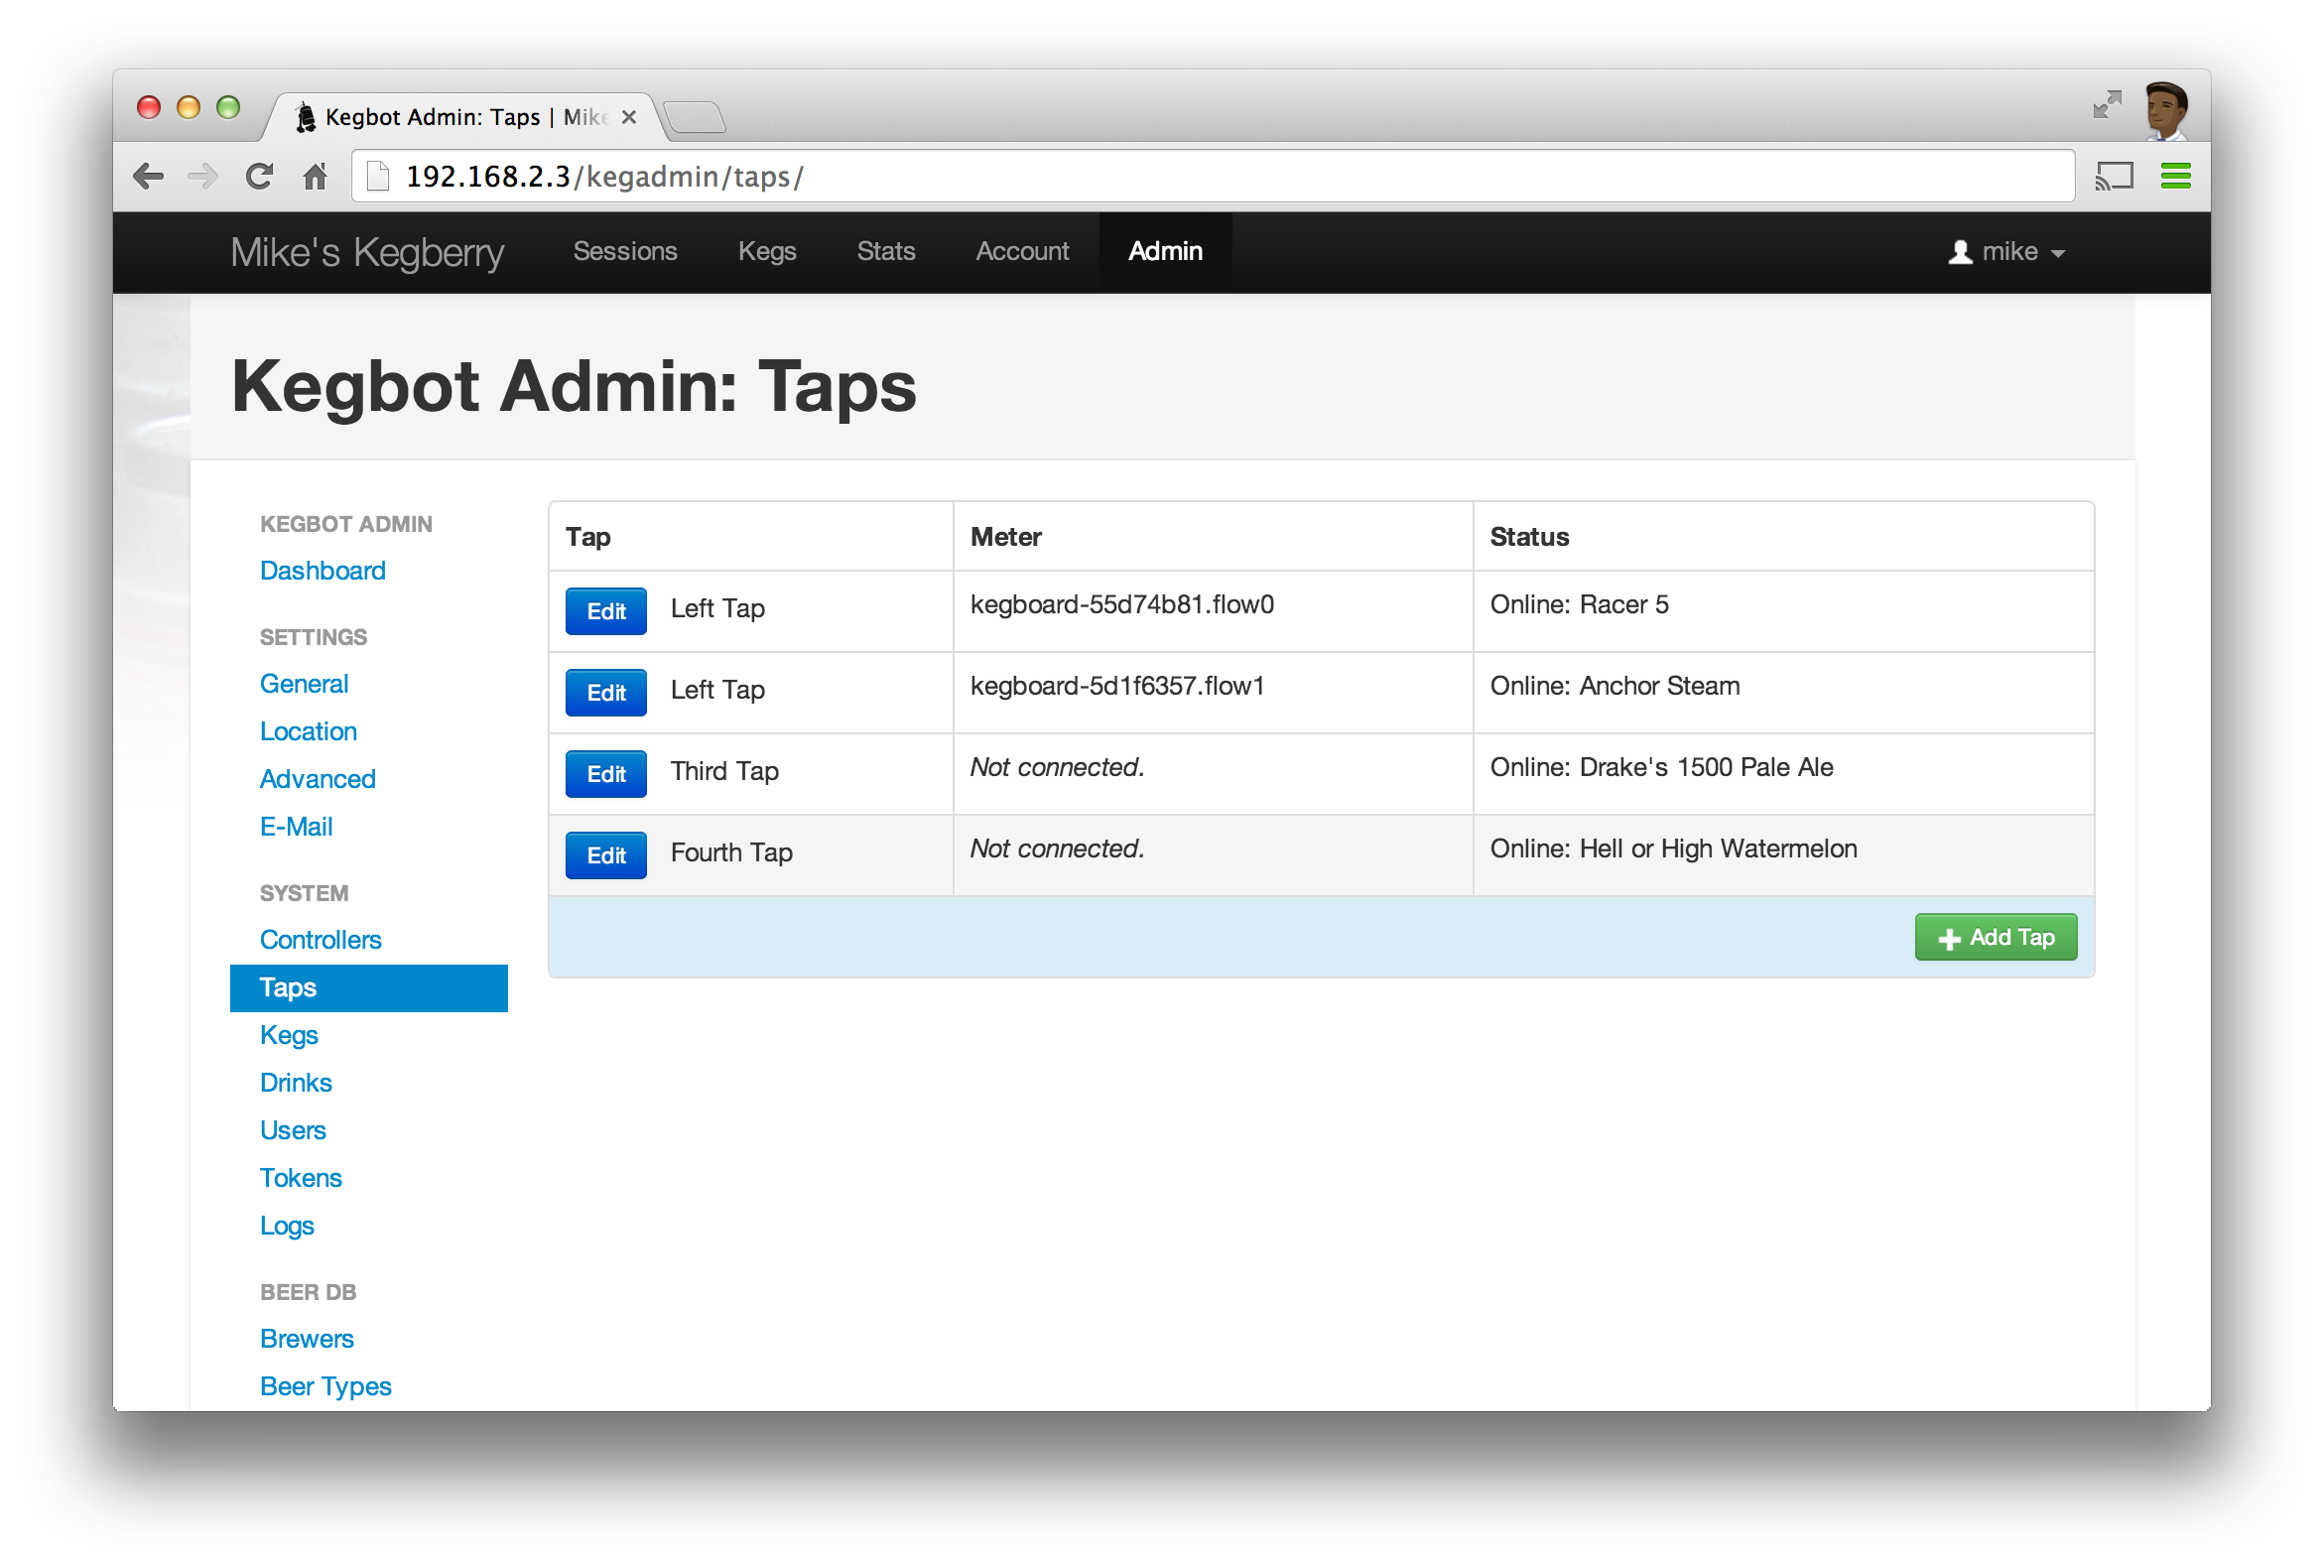 Kegbot Admin: Taps | Mike
192.168.2.3/kegadmin/taps/
Mike's Kegberry Sessions Kegs Stats Account Admin mike
Kegbot Admin: Taps
KEGBOT ADMIN
Dashboard
SETTINGS
General
Location
Advanced
E-Mail
SYSTEM
Controllers
Taps
Kegs
Drinks
Users
Tokens
Logs
BEER DB
Brewers
Beer Types
Tap Meter Status
Edit Left Tap kegboard-55d74b81.flow0 Online: Racer 5
Edit Left Tap kegboard-5d1f6357.flow1 Online: Anchor Steam
Edit Third Tap Not connected. Online: Drake's 1500 Pale Ale
Edit Fourth Tap Not connected. Online: Hell or High Watermelon
Add Tap